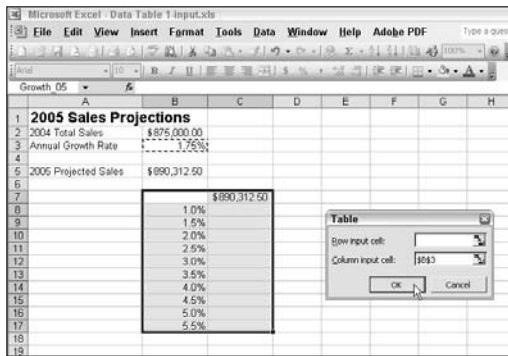 Microsoft Excel - Data Table 1-input.xls
File Edit View Insert Format Tools Data Window Help Adobe PDF Type a ques
100%
Arial 10 B I U $ %
Growth_05 fx
A B C D E F G H
1 2005 Sales Projections
2 2004 Total Sales $875,000.00
3 Annual Growth Rate 1.75%
4
5 2005 Projected Sales $890,312.50
6
7 $890,312.50
8 1.0%
9 1.5%
10 2.0%
11 2.5%
12 3.0%
13 3.5%
14 4.0%
15 4.5%
16 5.0%
17 5.5%
18
19
Table
Row input cell:
Column input cell: $B$3
OK Cancel